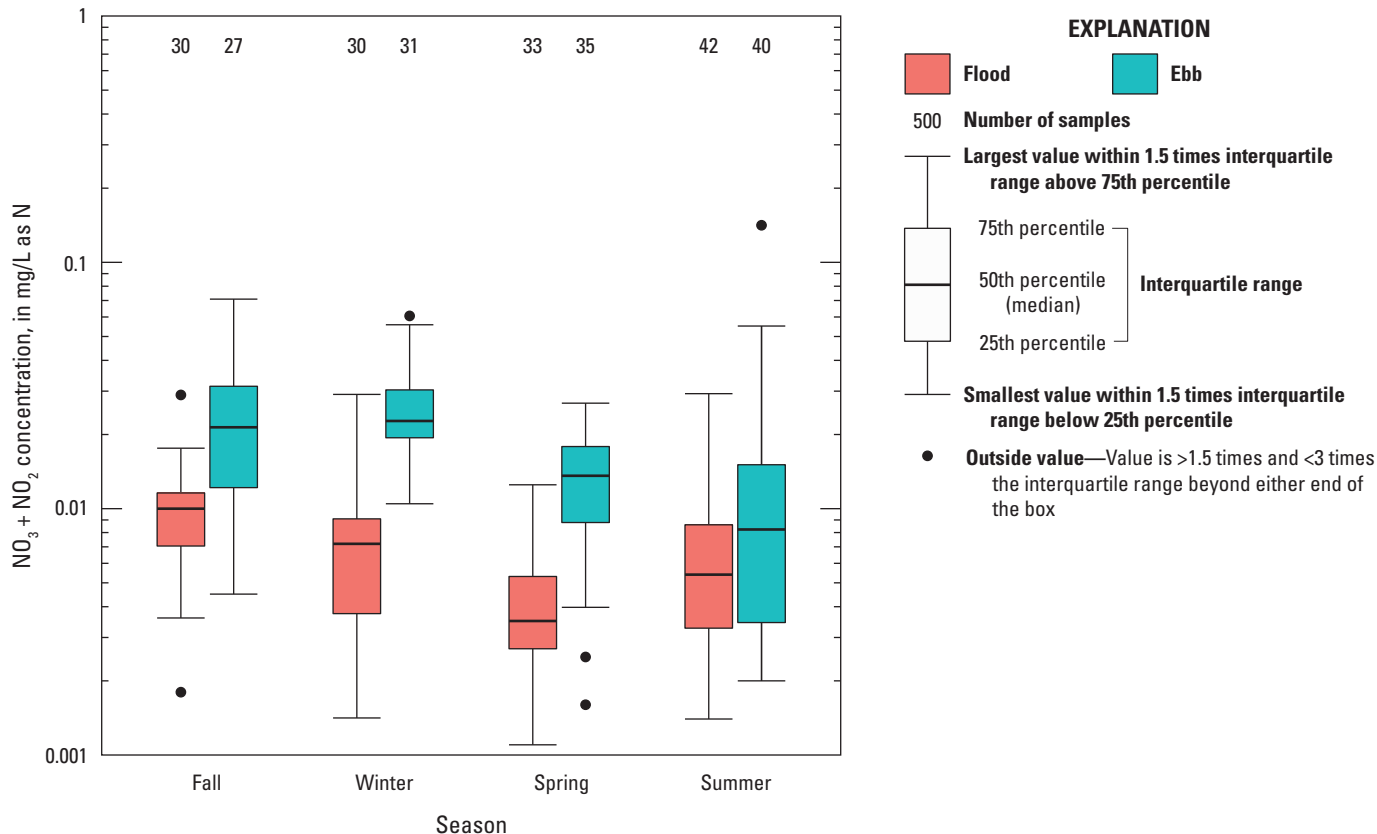 NO3 + NO2 concentration, in mg/L as N
1
0.1
0.01
0.001
30 27 30 31 33 35 42 40
Fall Winter Spring Summer
Season
EXPLANATION
Flood Ebb
500 Number of samples
Largest value within 1.5 times interquartile
range above 75th percentile
75th percentile
50th percentile
(median)
Interquartile range
25th percentile
Smallest value within 1.5 times interquartile
range below 25th percentile
Outside value—Value is >1.5 times and <3 times
the interquartile range beyond either end of
the box